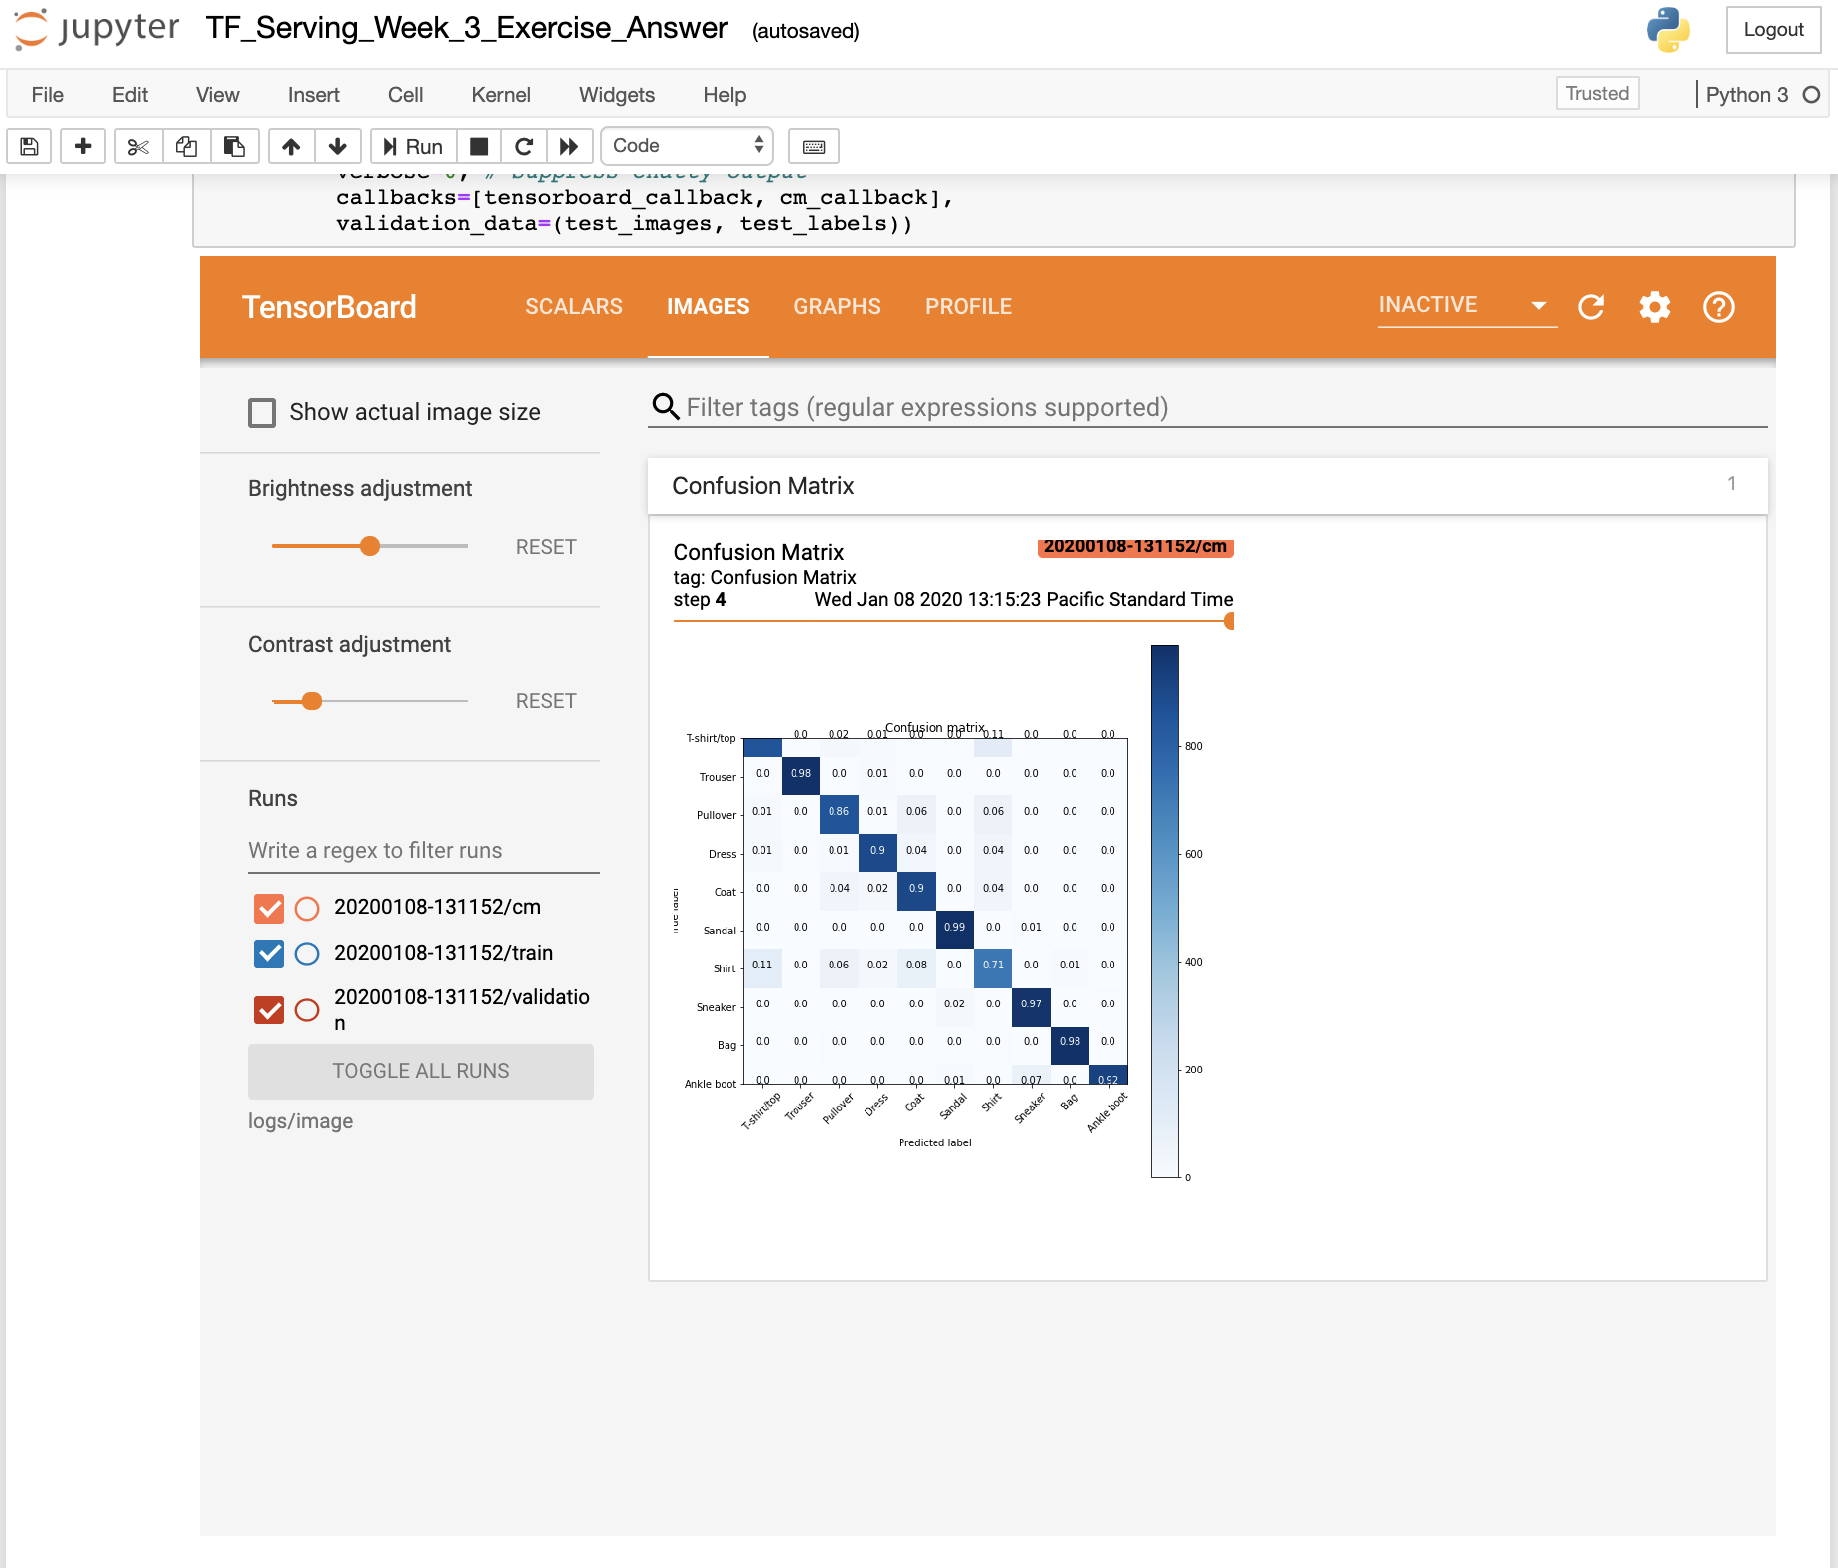 jupyter TF_Serving_Week_3_Exercise_Answer (autosaved) Logout
File Edit View Insert Cell Kernel Widgets Help Trusted Python 3
Run Code
verbose=0, # Suppress chatty output
callbacks=[tensorboard_callback, cm_callback],
validation_data=(test_images, test_labels))
TensorBoard SCALARS IMAGES GRAPHS PROFILE INACTIVE
Show actual image size
Filter tags (regular expressions supported)
Brightness adjustment
RESET
Contrast adjustment
RESET
Runs
Write a regex to filter runs
20200108-131152/cm
20200108-131152/train
20200108-131152/validatio
n
TOGGLE ALL RUNS
logs/image
Confusion Matrix 1
Confusion Matrix 20200108-131152/cm
tag: Confusion Matrix
step 4 Wed Jan 08 2020 13:15:23 Pacific Standard Time
Confusion matrix
T-shirt/top 0.0 0.02 0.01 0.0 0.0 0.11 0.0 0.0 0.0
Trouser 0.0 0.98 0.0 0.01 0.0 0.0 0.0 0.0 0.0 0.0
Pullover 0.01 0.0 0.86 0.01 0.06 0.0 0.06 0.0 0.0 0.0
Dress 0.01 0.0 0.01 0.9 0.04 0.0 0.04 0.0 0.0 0.0
Coat 0.0 0.0 0.04 0.02 0.9 0.0 0.04 0.0 0.0 0.0
Sandal 0.0 0.0 0.0 0.0 0.0 0.99 0.0 0.01 0.0 0.0
Shirt 0.11 0.0 0.06 0.02 0.08 0.0 0.71 0.0 0.01 0.0
Sneaker 0.0 0.0 0.0 0.0 0.0 0.02 0.0 0.97 0.0 0.0
Bag 0.0 0.0 0.0 0.0 0.0 0.0 0.0 0.0 0.98 0.0
Ankle boot 0.0 0.0 0.0 0.0 0.0 0.01 0.0 0.07 0.0 0.92
T-shirt/top Trouser Pullover Dress Coat Sandal Shirt Sneaker Bag Ankle boot
True label
Predicted label
800
600
400
200
0